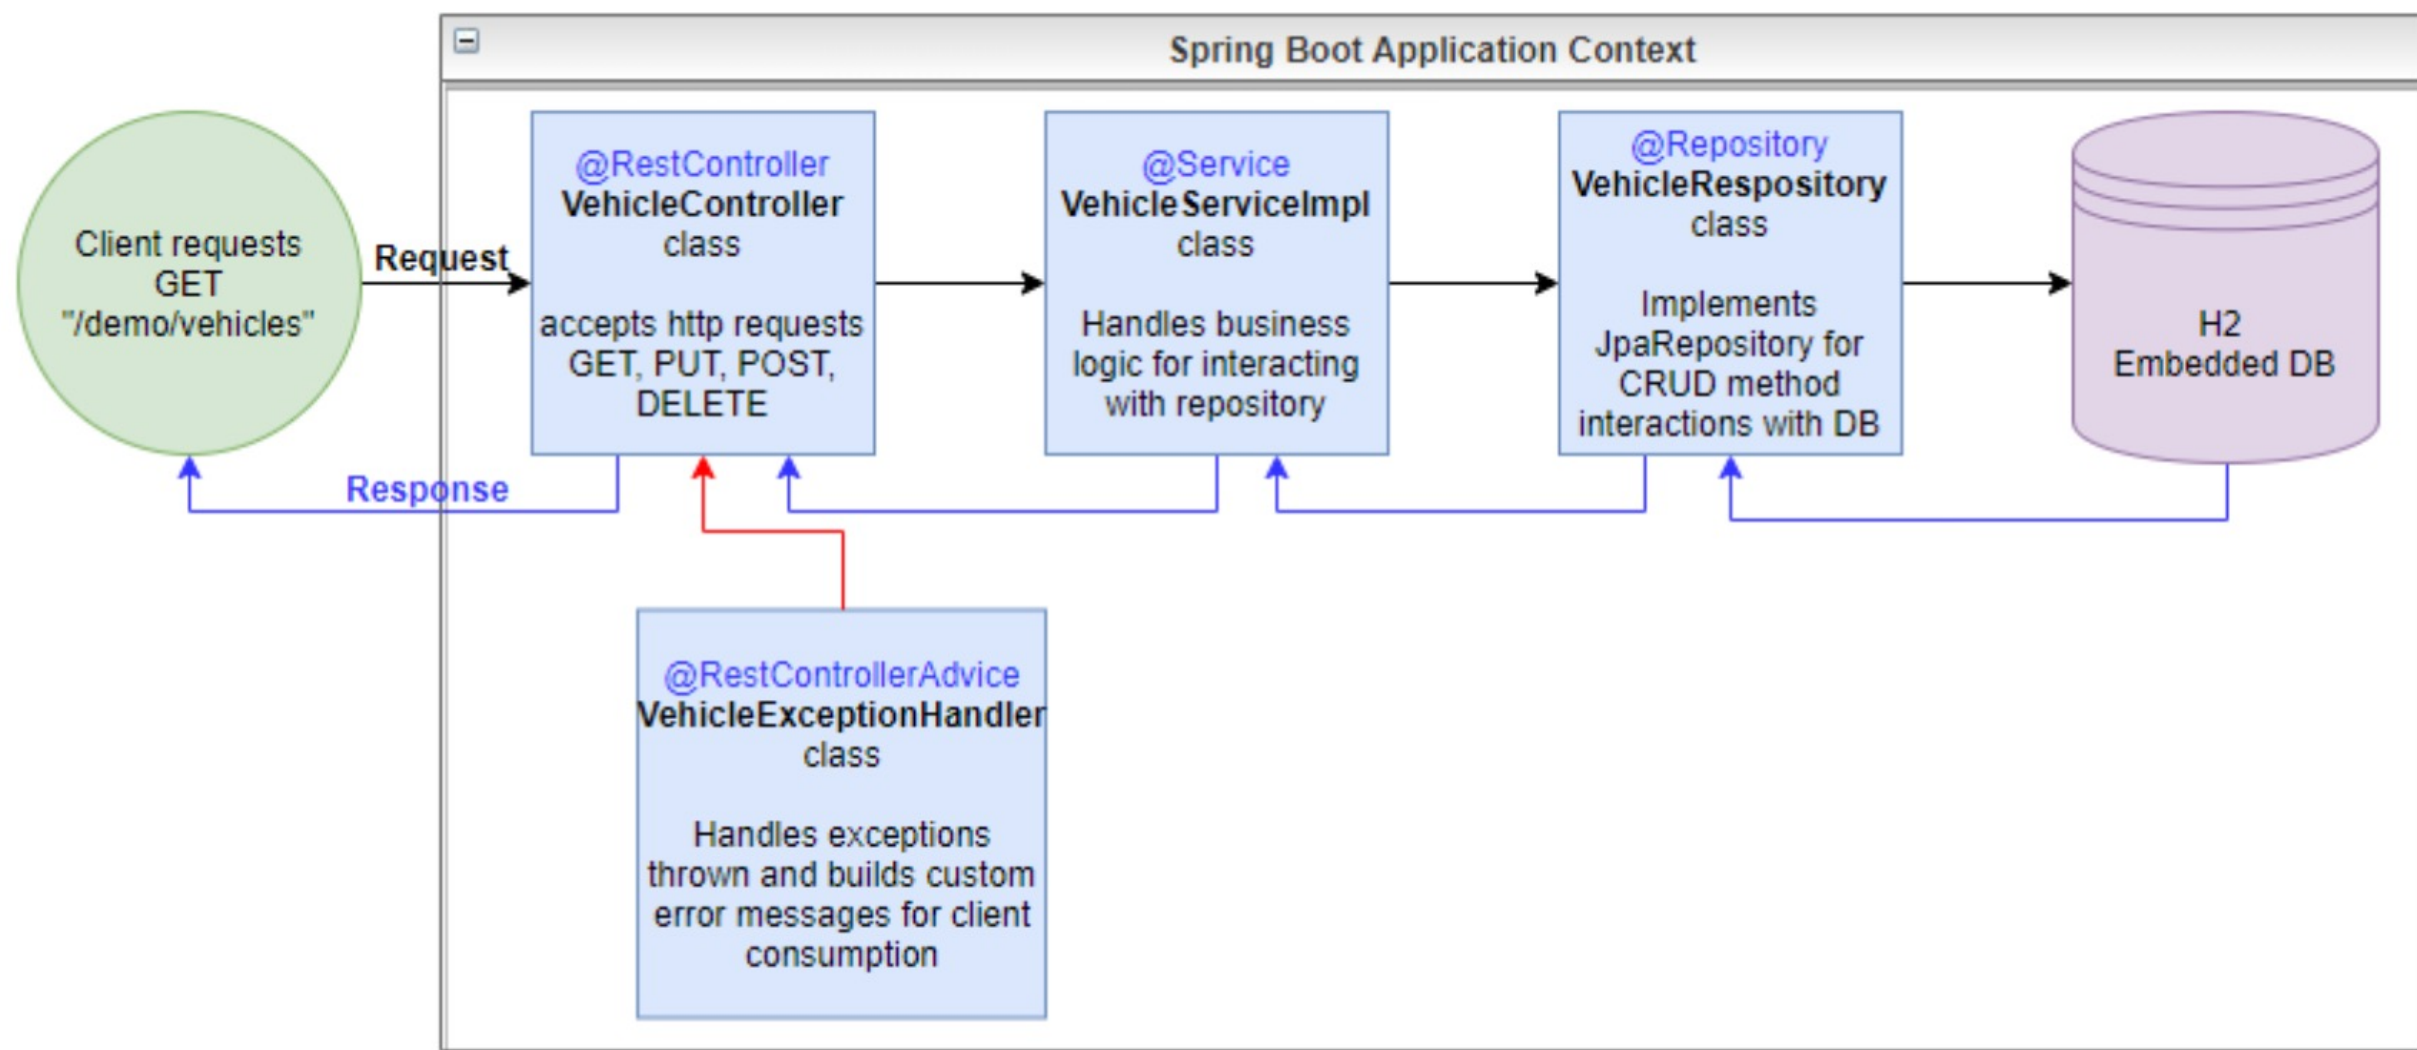 Spring Boot Application Context
Client requests
GET
"/demo/vehicles"
Request
@RestController
VehicleController
class
accepts http requests
GET, PUT, POST,
DELETE
@Service
VehicleServiceImpl
class
Handles business
logic for interacting
with repository
@Repository
VehicleRespository
class
Implements
JpaRepository for
CRUD method
interactions with DB
H2
Embedded DB
Response
@RestControllerAdvice
VehicleExceptionHandler
class
Handles exceptions
thrown and builds custom
error messages for client
consumption